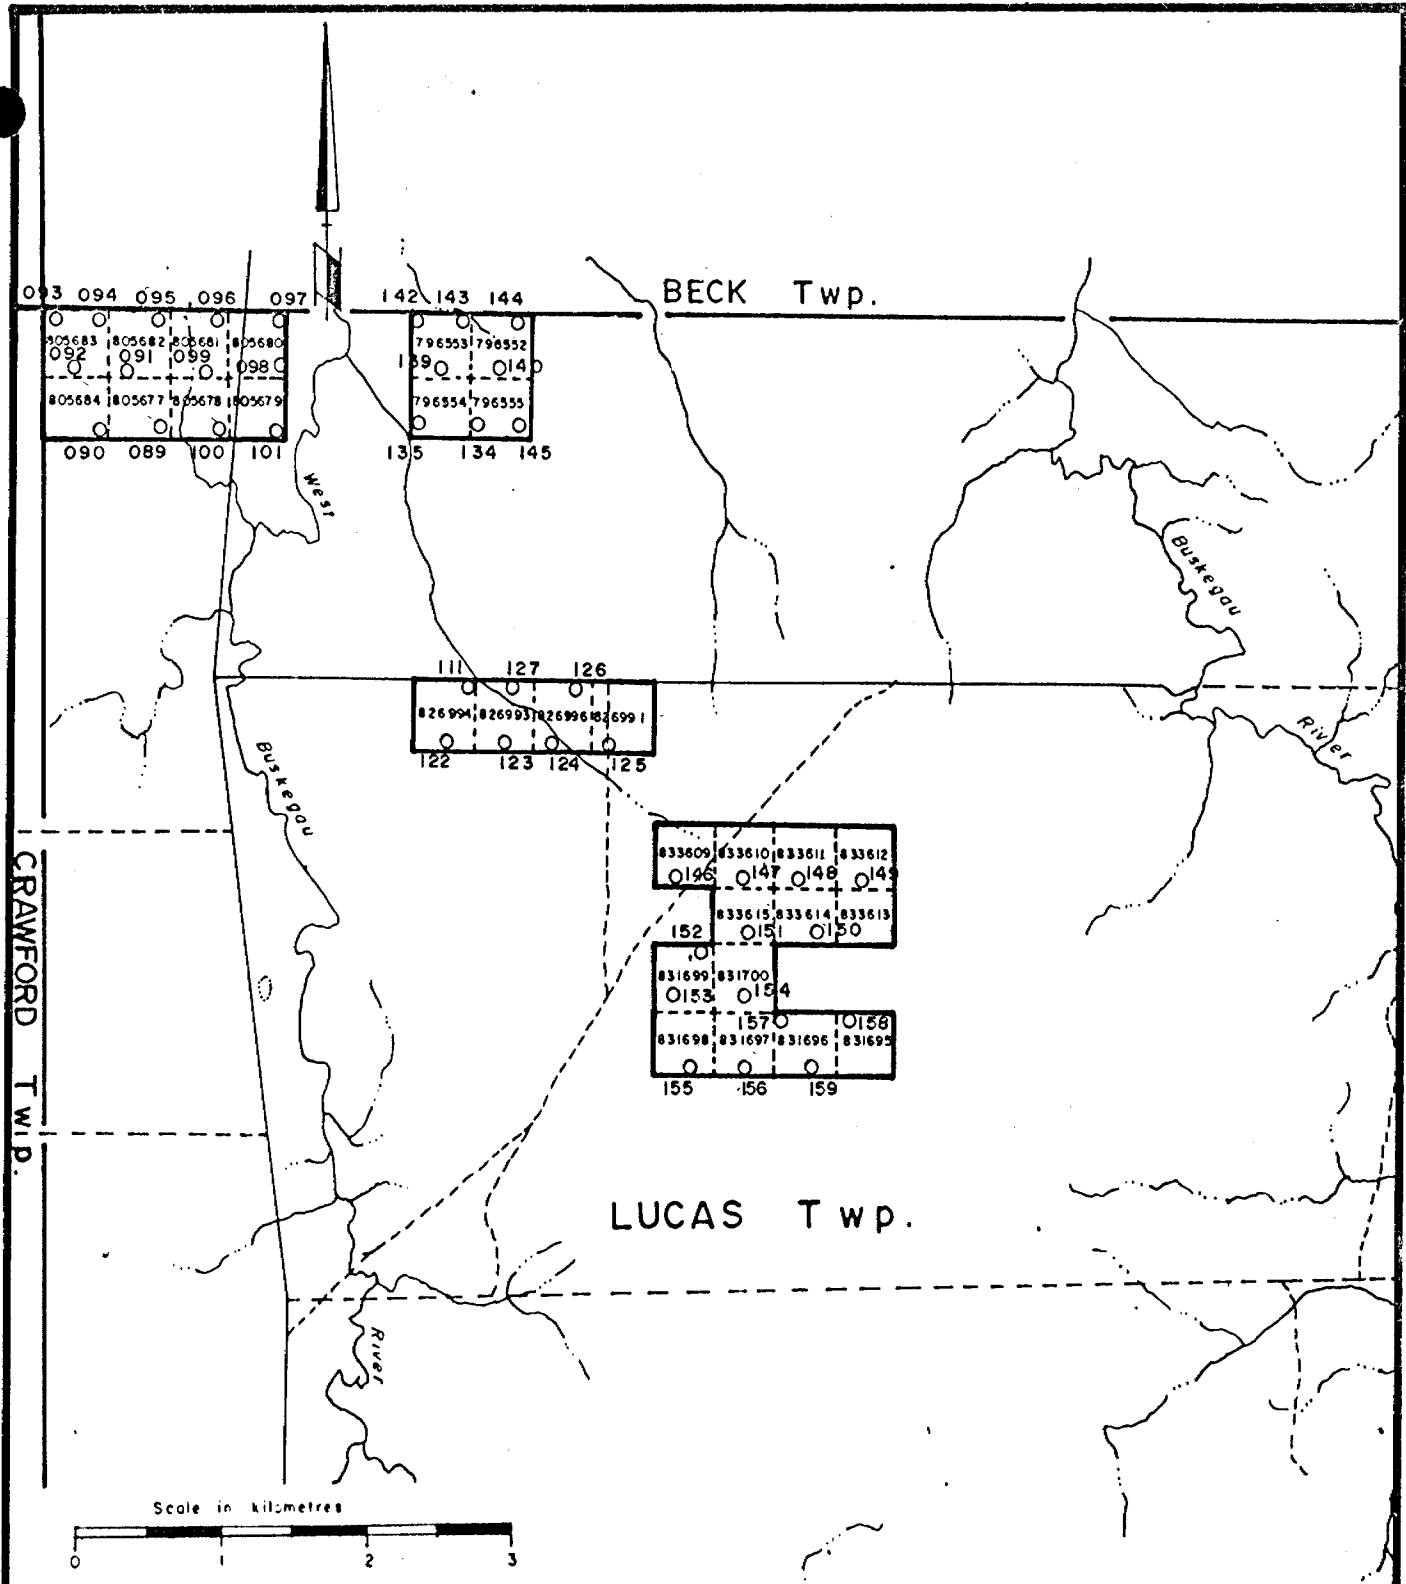 BECK Twp.
093 094 095 096 097 142 143 144
805683 805682 805681 805680 796553 796552
092 091 099 098 139 14
805684 805677 805678 805679 796554 796555
090 089 100 101 135 134 145
West
Buskegau
111 127 126
826994 826993 826996 826991
122 123 124 125
River
Buskegau
833609 833610 833611 833612
146 147 148 149
833615 833614 833613
152 151 150
831699 831700
153 154
157 158
831698 831697 831696 831695
155 156 159
CRAWFORD Twp.
LUCAS Twp.
River
Scale in kilometres
0 1 2 3